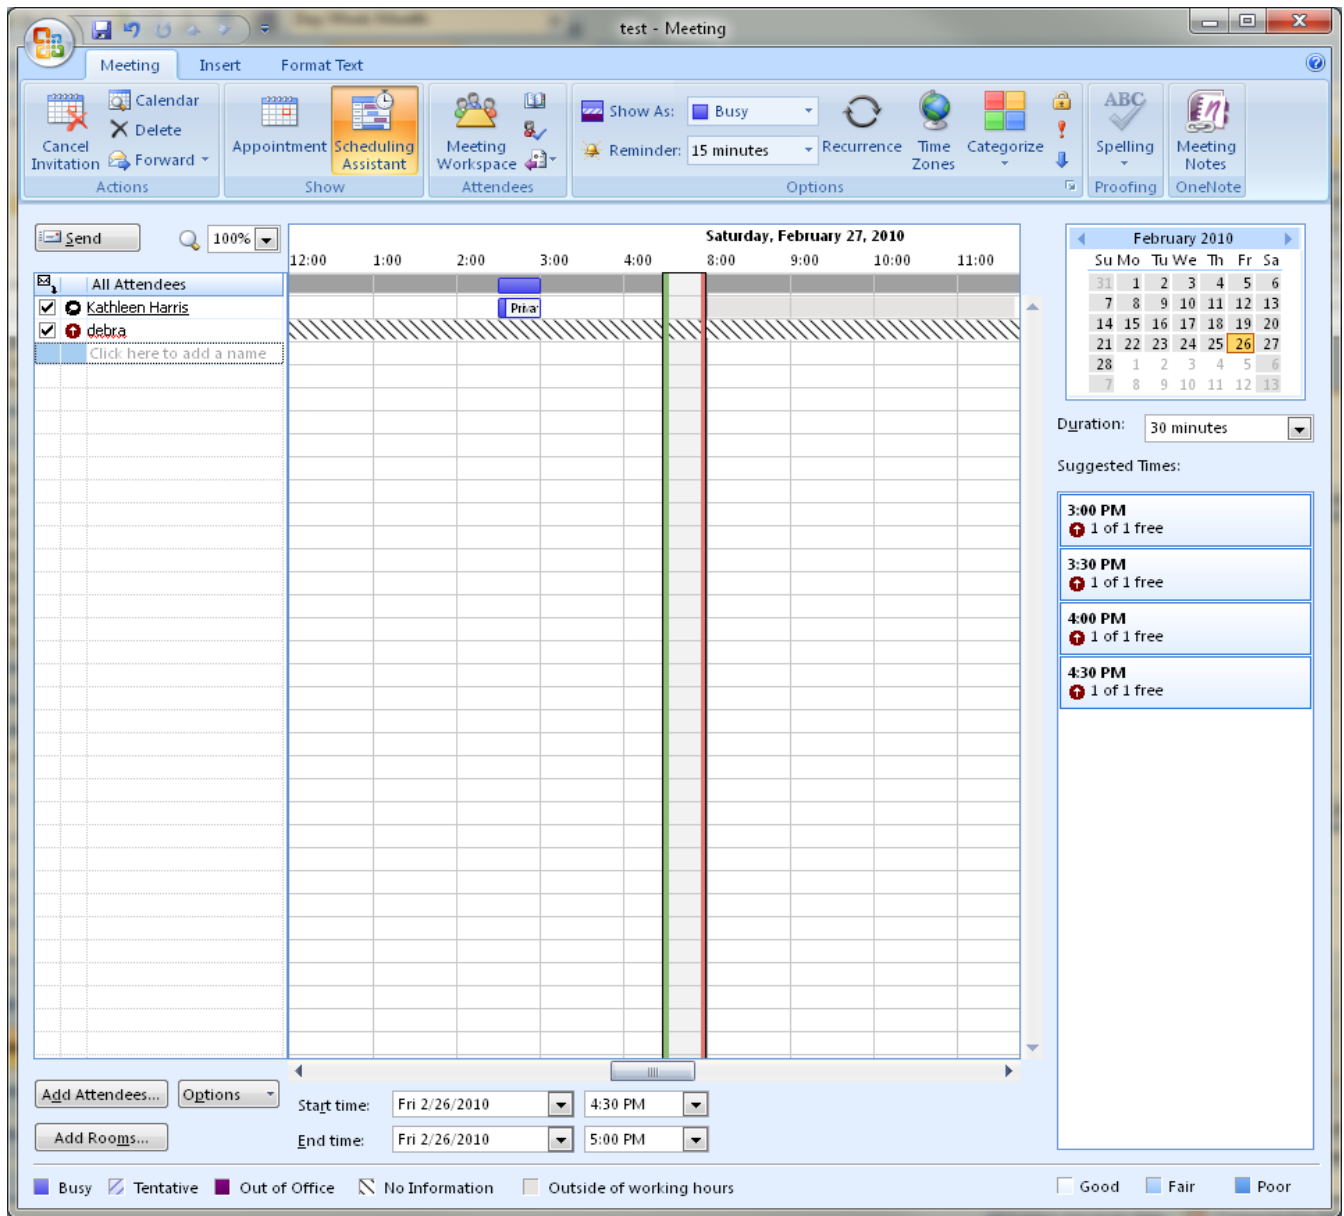 test - Meeting
Meeting Insert Format Text
Cancel Invitation
Calendar
Delete
Forward
Actions
Appointment
Scheduling Assistant
Show
Meeting Workspace
Attendees
Show As: Busy
Reminder: 15 minutes
Recurrence
Time Zones
Categorize
Options
ABC
Spelling
Proofing
Meeting Notes
OneNote
Send 100%
Saturday, February 27, 2010
12:00 1:00 2:00 3:00 4:00 8:00 9:00 10:00 11:00
All Attendees
Kathleen Harris
Privat
debra
Click here to add a name
February 2010
Su Mo Tu We Th Fr Sa
31 1 2 3 4 5 6
7 8 9 10 11 12 13
14 15 16 17 18 19 20
21 22 23 24 25 26 27
28 1 2 3 4 5 6
7 8 9 10 11 12 13
Duration: 30 minutes
Suggested Times:
3:00 PM
1 of 1 free
3:30 PM
1 of 1 free
4:00 PM
1 of 1 free
4:30 PM
1 of 1 free
Add Attendees... Options
Start time: Fri 2/26/2010 4:30 PM
Add Rooms...
End time: Fri 2/26/2010 5:00 PM
Busy Tentative Out of Office No Information Outside of working hours
Good Fair Poor